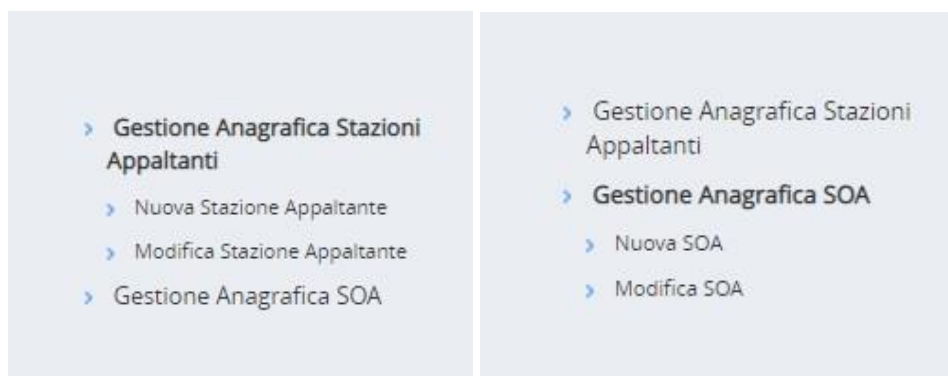 Gestione Anagrafica Stazioni
Appaltanti
Nuova Stazione Appaltante
Modifica Stazione Appaltante
Gestione Anagrafica SOA
Gestione Anagrafica Stazioni
Appaltanti
Gestione Anagrafica SOA
Nuova SOA
Modifica SOA